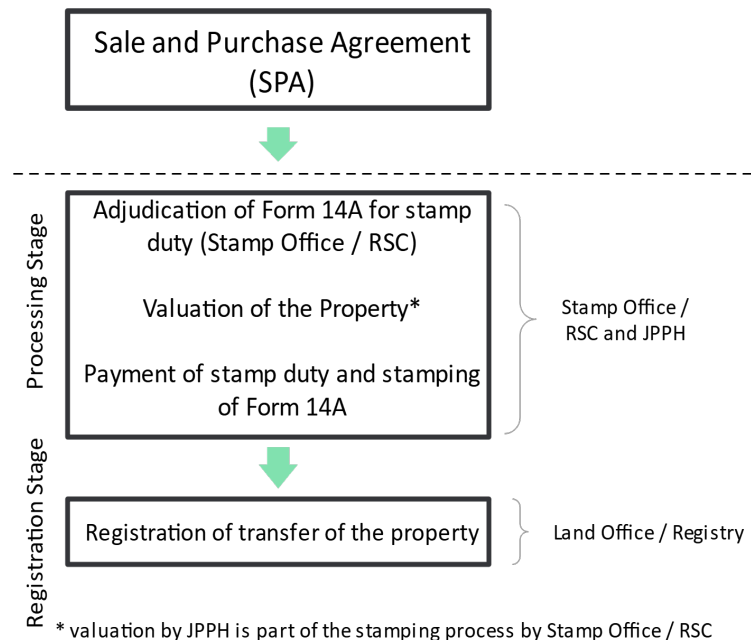 Sale and Purchase Agreement
(SPA)
Processing Stage
Adjudication of Form 14A for stamp
duty (Stamp Office / RSC)
Valuation of the Property*
Payment of stamp duty and stamping
of Form 14A
Stamp Office /
RSC and JPPH
Registration Stage
Registration of transfer of the property
Land Office / Registry
* valuation by JPPH is part of the stamping process by Stamp Office / RSC